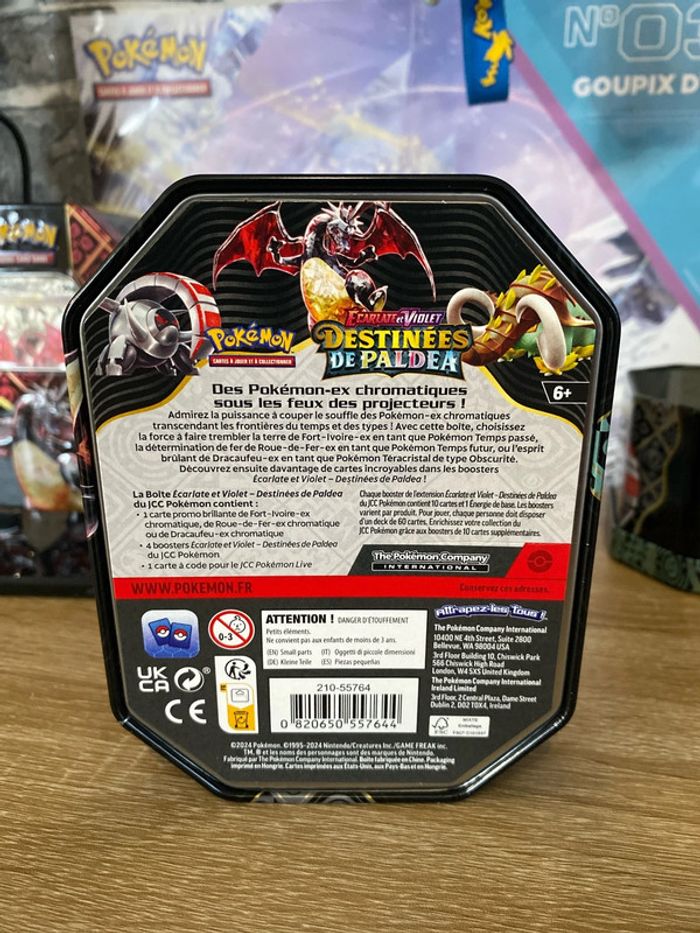 Pokémon
N°03
GOUPIX D
Pokémon
CARTES À JOUER ET À COLLECTIONNER
ÉCARLATE et VIOLET
DESTINÉES
DE PALDEA
6+
Des Pokémon-ex chromatiques
sous les feux des projecteurs !
Admirez la puissance à couper le souffle des Pokémon-ex chromatiques
transcendant les frontières du temps et des types ! Avec cette boîte, choisissez
la force à faire trembler la terre de Fort-Ivoire-ex en tant que Pokémon Temps passé,
la détermination de fer de Roue-de-Fer-ex en tant que Pokémon Temps futur, ou l'esprit
brûlant de Dracaufeu-ex en tant que Pokémon Téracristal de type Obscurité.
Découvrez ensuite davantage de cartes incroyables dans les boosters
Écarlate et Violet – Destinées de Paldea !
La Boîte Écarlate et Violet – Destinées de Paldea
du JCC Pokémon contient :
• 1 carte promo brillante de Fort-Ivoire-ex
chromatique, de Roue-de-Fer-ex chromatique
ou de Dracaufeu-ex chromatique
• 4 boosters Écarlate et Violet – Destinées de Paldea
du JCC Pokémon
• 1 carte à code pour le JCC Pokémon Live
Chaque booster de l'extension Écarlate et Violet – Destinées de Paldea
du JCC Pokémon contient 10 cartes et 1 Énergie de base. Les boosters
varient par produit. Pour jouer, chaque personne doit disposer
d'un deck de 60 cartes. Enrichissez votre collection du
JCC Pokémon grâce aux boosters de 10 cartes supplémentaires.
The Pokémon Company
INTERNATIONAL
WWW.POKEMON.FR
Conservez ces adresses.
0-3
ATTENTION ! DANGER D'ÉTOUFFEMENT
Petits éléments.
Ne convient pas aux enfants de moins de 3 ans.
(EN) Small parts (IT) Oggetti di piccole dimensioni
(DE) Kleine Teile (ES) Piezas pequeñas
UK
CA
CE
210-55764
0 820650 557644
Attrapez-les Tous !
The Pokémon Company International
10400 NE 4th Street, Suite 2800
Bellevue, WA 98004 USA
3rd Floor Building 10, Chiswick Park
566 Chiswick High Road
London, W4 5XS United Kingdom
The Pokémon Company International
Ireland Limited
3rd Floor, 2 Central Plaza, Dame Street
Dublin 2, D02 T0X4, Ireland
FSC
MIXTE
Emballage
©2024 Pokémon. ©1995-2024 Nintendo/Creatures Inc./GAME FREAK inc.
TM, ® et les noms des personnages sont des marques de Nintendo.
Fabriqué par The Pokémon Company International. Boîte fabriquée en Chine. Packaging
imprimé en Hongrie. Cartes imprimées aux États-Unis, aux Pays-Bas et en Hongrie.